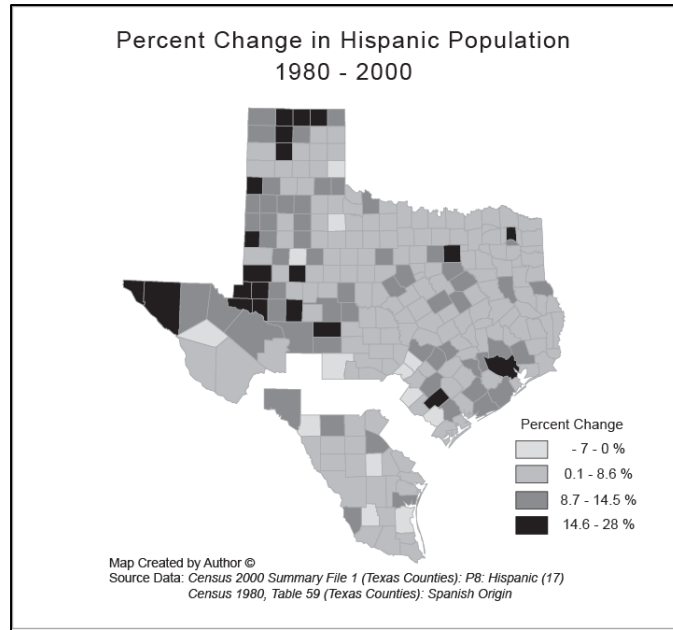 Percent Change in Hispanic Population
1980 - 2000
Percent Change
- 7 - 0 %
0.1 - 8.6 %
8.7 - 14.5 %
14.6 - 28 %
Map Created by Author ©
Source Data: Census 2000 Summary File 1 (Texas Counties): P8: Hispanic (17)
Census 1980, Table 59 (Texas Counties): Spanish Origin